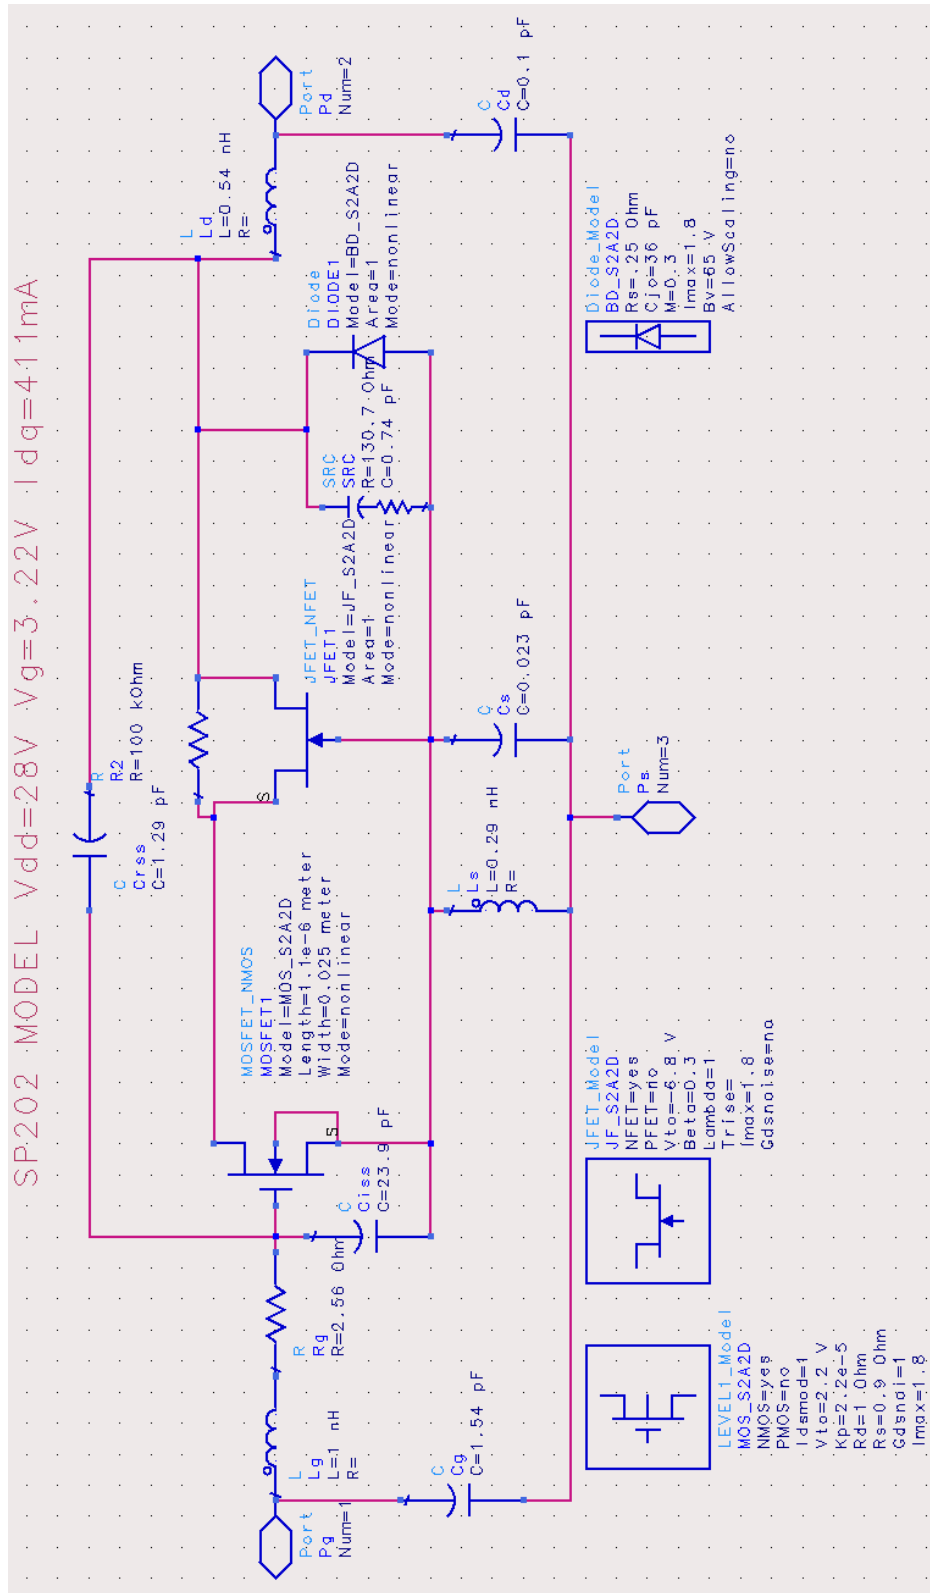 SP202 MODEL Vdd=28V Vg=3.22V Idq=411mA
C
Crss
C=1.29 pF
R
R2
R=100 kOhm
L
Ld
L=0.54 nH
R=
Port
Pd
Num=2
MOSFET_NMOS
MOSFET1
Model=MOS_S2A2D
Length=1.1e-6 meter
Width=0.025 meter
Mode=nonlinear
S
S
JFET_NFET
JFET1
Model=JF_S2A2D
Area=1
Mode=nonlinear
SRC
SRC
R=130.7 Ohm
C=0.74 pF
Diode
DIODE1
Model=BD_S2A2D
Area=1
Mode=nonlinear
Port
Pg
Num=1
L
Lg
L=.1 nH
R=
R
Rg
R=2.56 Ohm
C
Ciss
C=23.9 pF
C
Cg
C=1.54 pF
L
Ls
L=0.29 nH
R=
C
Cs
C=0.023 pF
C
Cd
C=0.1 pF
Port
Ps
Num=3
LEVEL1_Model
MOS_S2A2D
NMOS=yes
PMOS=no
Idsmod=1
Vto=2.2 V
Kp=2.2e-5
Rd=1 Ohm
Rs=0.9 Ohm
Gdsnoi=1
Imax=1.8
JFET_Model
JF_S2A2D
NFET=yes
PFET=no
Vto=-6.8 V
Beta=0.3
Lambda=1
Trise=
Imax=1.8
Gdsnoise=no
Diode_Model
BD_S2A2D
Rs=.25 Ohm
Cjo=36 pF
M=0.3
Imax=1.8
Bv=65 V
AllowScaling=no